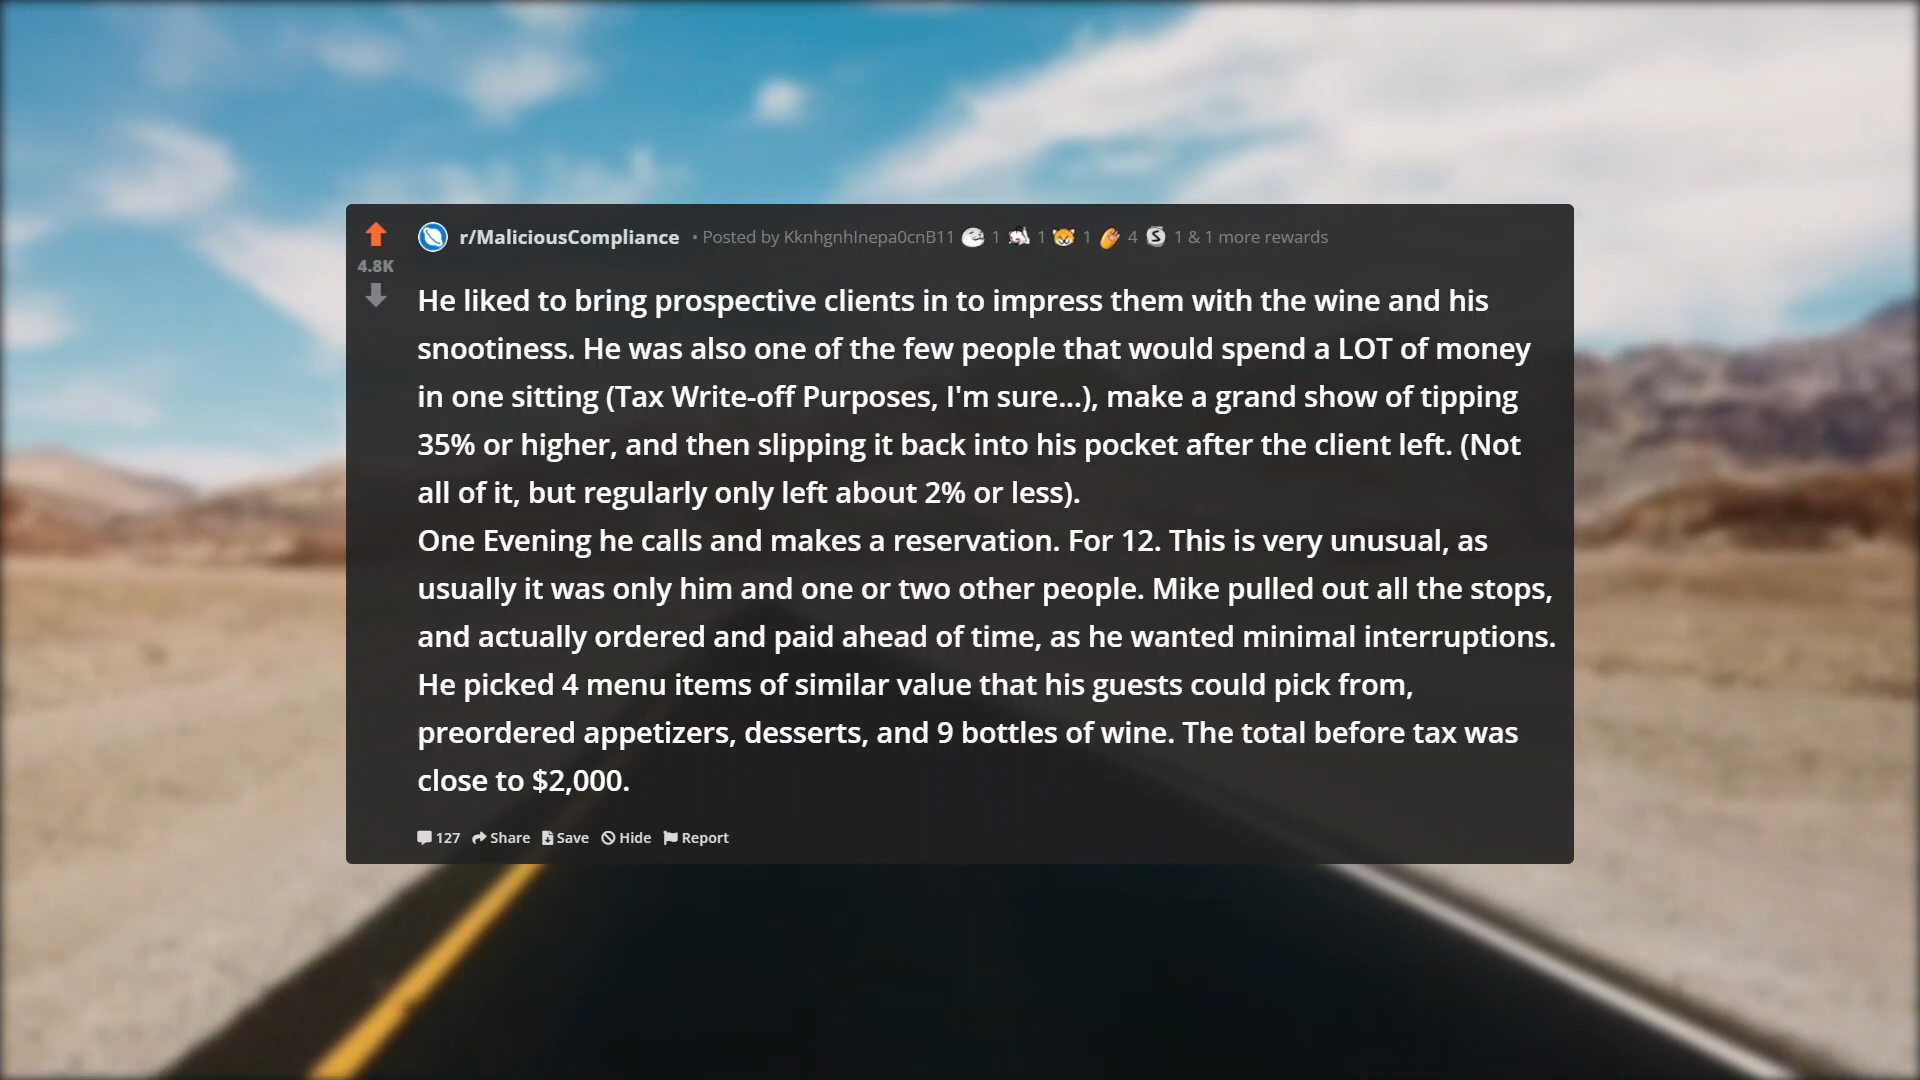 r/MaliciousCompliance • Posted by KknhgnhInepa0cnB11 1 1 1 4 S 1 & 1 more rewards
4.8K
He liked to bring prospective clients in to impress them with the wine and his
snootiness. He was also one of the few people that would spend a LOT of money
in one sitting (Tax Write-off Purposes, I'm sure...), make a grand show of tipping
35% or higher, and then slipping it back into his pocket after the client left. (Not
all of it, but regularly only left about 2% or less).
One Evening he calls and makes a reservation. For 12. This is very unusual, as
usually it was only him and one or two other people. Mike pulled out all the stops,
and actually ordered and paid ahead of time, as he wanted minimal interruptions.
He picked 4 menu items of similar value that his guests could pick from,
preordered appetizers, desserts, and 9 bottles of wine. The total before tax was
close to $2,000.
127 Share Save Hide Report